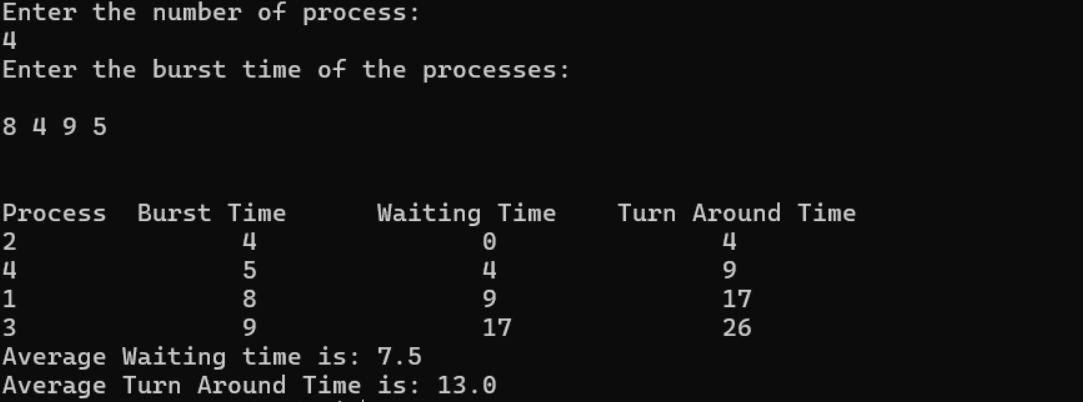 Enter the number of process:
4
Enter the burst time of the processes:
8 4 9 5
Process  Burst Time      Waiting Time    Turn Around Time
2               4               0               4
4               5               4               9
1               8               9               17
3               9               17              26
Average Waiting time is: 7.5
Average Turn Around Time is: 13.0